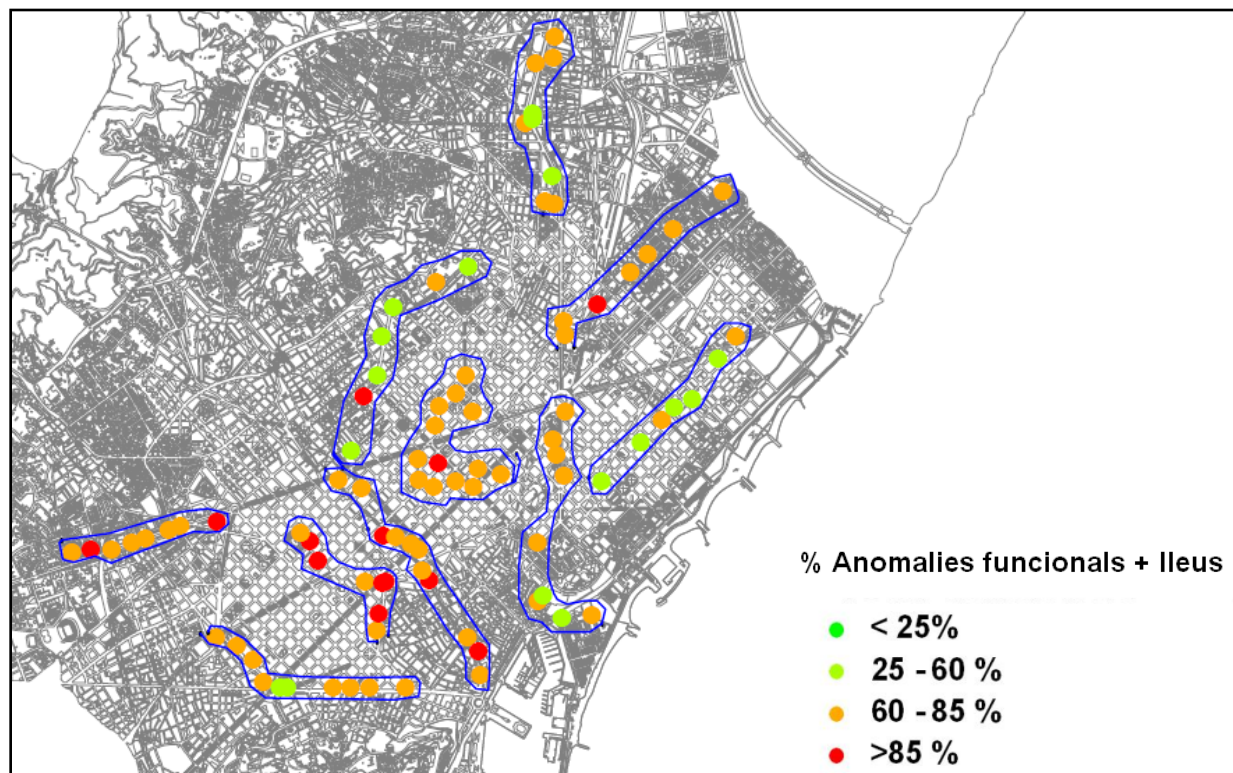 % Anomalies funcionals + lleus
< 25%
25 - 60 %
60 - 85 %
>85 %